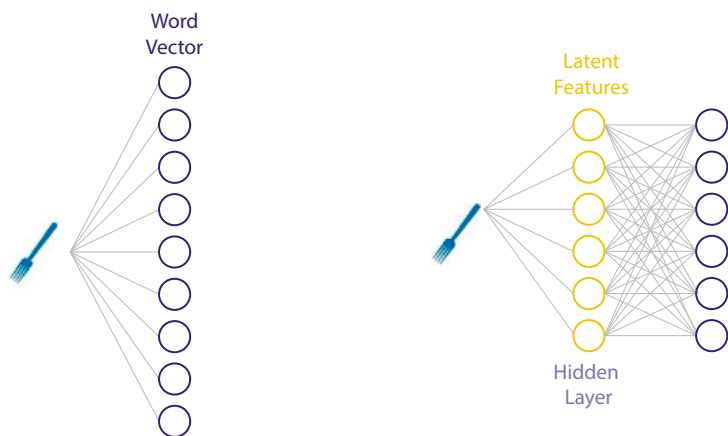 Word
Vector
Latent
Features
Hidden
Layer